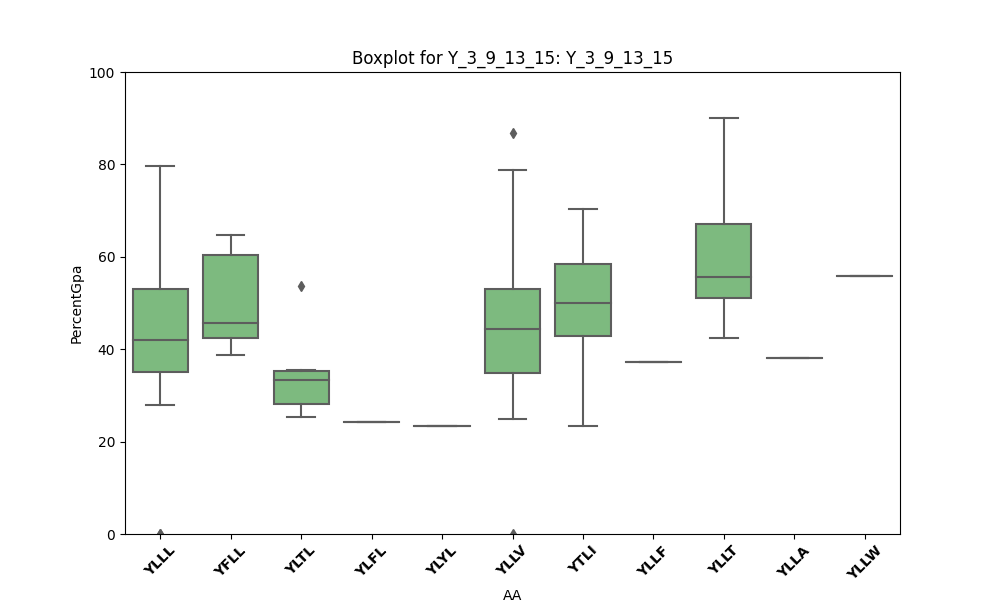 Boxplot for Y_3_9_13_15: Y_3_9_13_15
100
80
60
40
20
0
PercentGpa
YLLL
YFLL
YLTL
YLFL
YLYL
YLLV
YTLI
YLLF
YLLT
YLLA
YLLW
AA